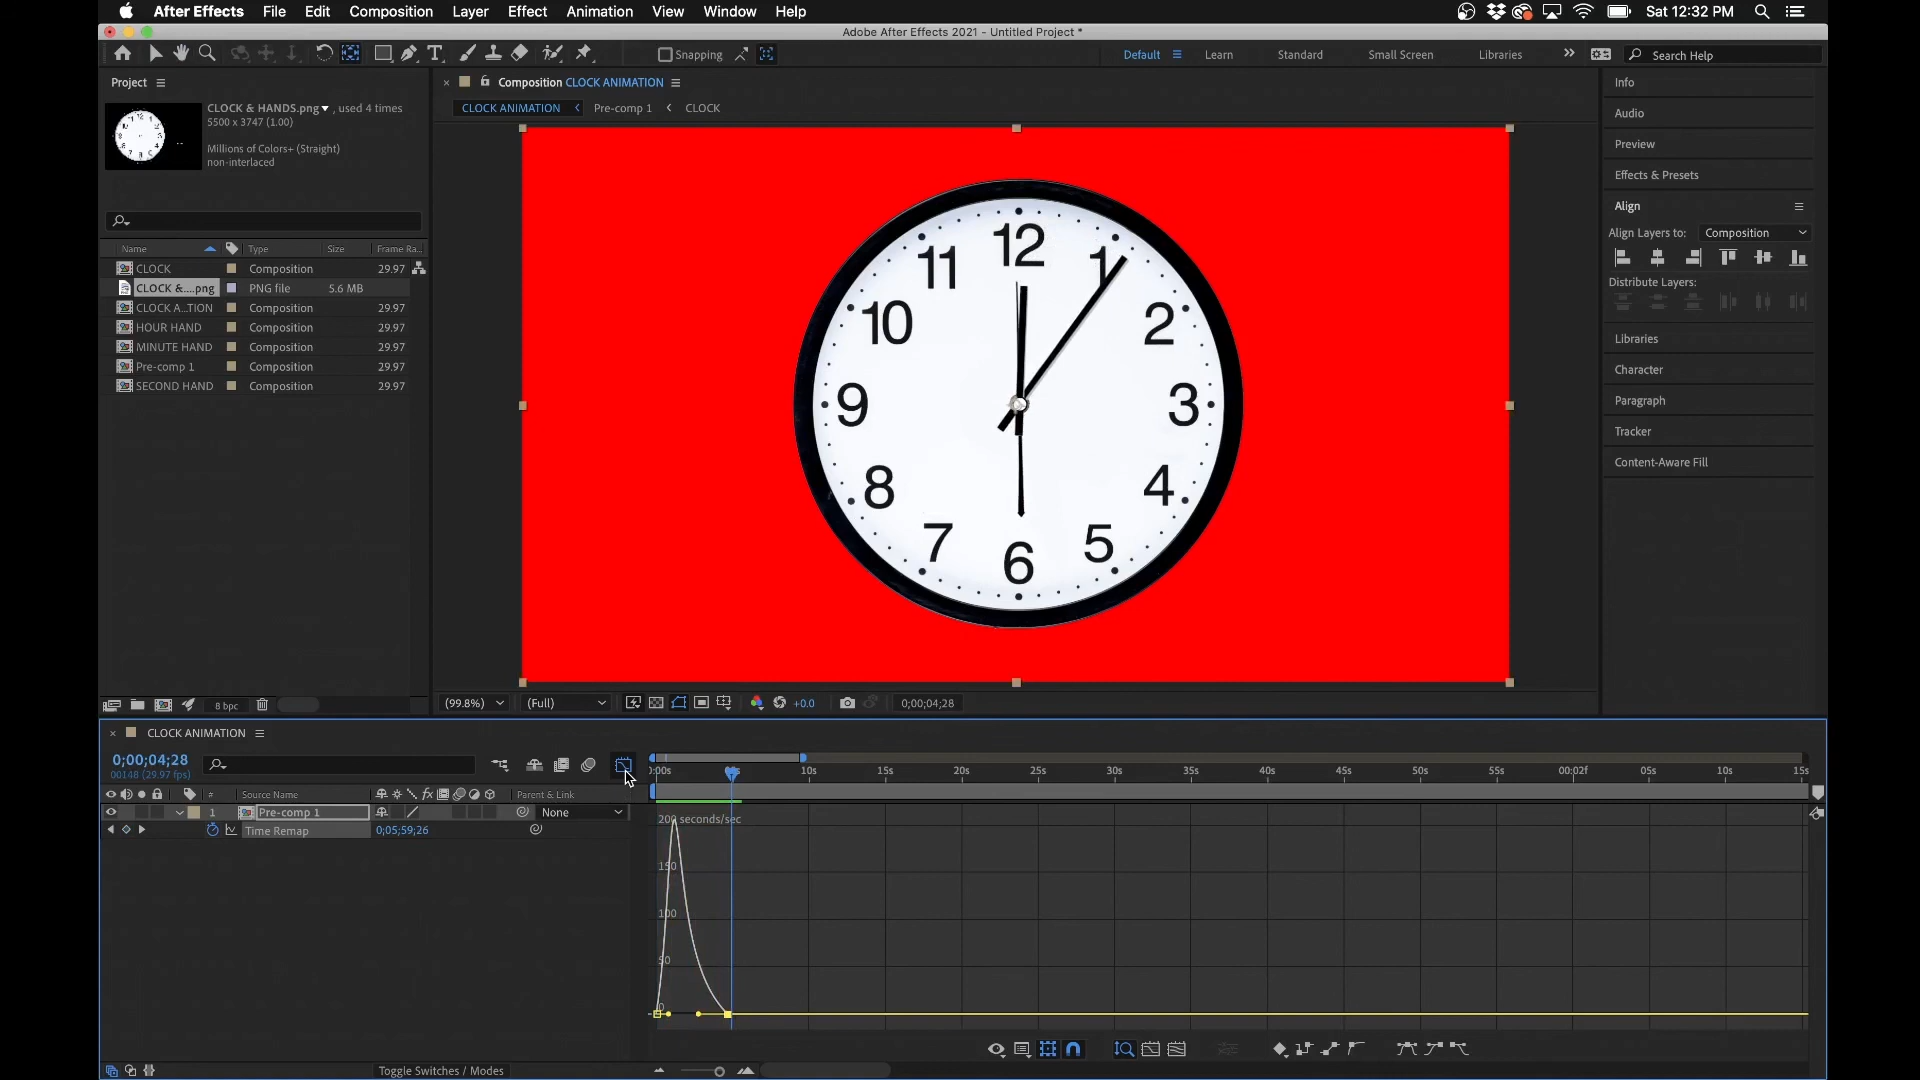 After Effects File Edit Composition Layer Effect Animation View Window Help Sat 12:32 PM
Adobe After Effects 2021 - Untitled Project *
Snapping Default Learn Standard Small Screen Libraries Search Help
Project
CLOCK & HANDS.png , used 4 times
5500 x 3747 (1.00)
Millions of Colors+ (Straight)
non-interlaced
Name Type Size Frame Ra...
CLOCK Composition 29.97
CLOCK &....png PNG file 5.6 MB
CLOCK A...TION Composition 29.97
HOUR HAND Composition 29.97
MINUTE HAND Composition 29.97
Pre-comp 1 Composition 29.97
SECOND HAND Composition 29.97
8 bpc
Composition CLOCK ANIMATION
CLOCK ANIMATION Pre-comp 1 CLOCK
12
1
2
3
4
5
6
7
8
9
10
11
(99.8%) (Full) +0.0 0;00;04;28
Info
Audio
Preview
Effects & Presets
Align
Align Layers to: Composition
Distribute Layers:
Libraries
Character
Paragraph
Tracker
Content-Aware Fill
CLOCK ANIMATION
0;00;04;28
00148 (29.97 fps)
# Source Name Parent & Link
1 Pre-comp 1 None
Time Remap 0;05;59;26
10s 15s 20s 25s 30s 35s 40s 45s 50s 55s 00:02f 05s 10s 15s
200 seconds/sec
150
100
50
0
Toggle Switches / Modes